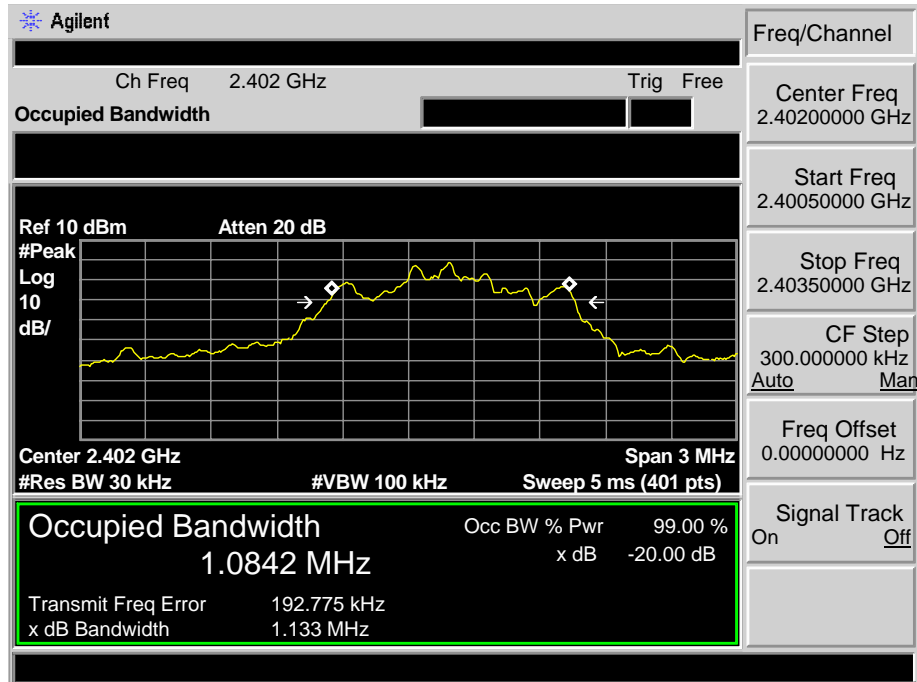 Agilent
Freq/Channel
Ch Freq 2.402 GHz Trig Free
Occupied Bandwidth
Center Freq
2.40200000 GHz
Start Freq
2.40050000 GHz
Ref 10 dBm Atten 20 dB
#Peak
Log
10
dB/
Stop Freq
2.40350000 GHz
CF Step
300.000000 kHz
Auto Man
Freq Offset
0.00000000 Hz
Center 2.402 GHz Span 3 MHz
#Res BW 30 kHz #VBW 100 kHz Sweep 5 ms (401 pts)
Signal Track
On Off
Occupied Bandwidth Occ BW % Pwr 99.00 %
1.0842 MHz x dB -20.00 dB
Transmit Freq Error 192.775 kHz
x dB Bandwidth 1.133 MHz